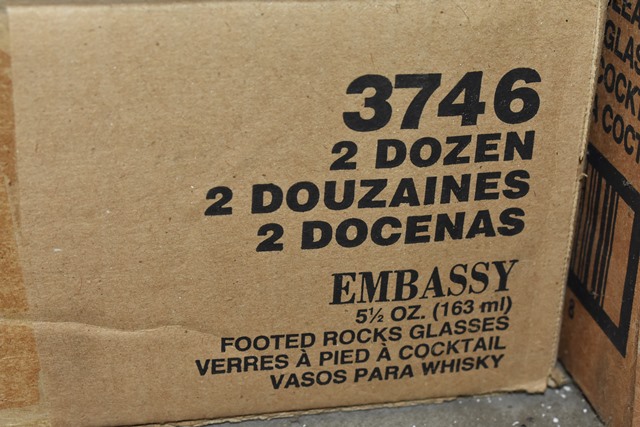 3746
2 DOZEN
2 DOUZAINES
2 DOCENAS
EMBASSY
5½ OZ. (163 ml)
FOOTED ROCKS GLASSES
VERRES À PIED À COCKTAIL
VASOS PARA WHISKY